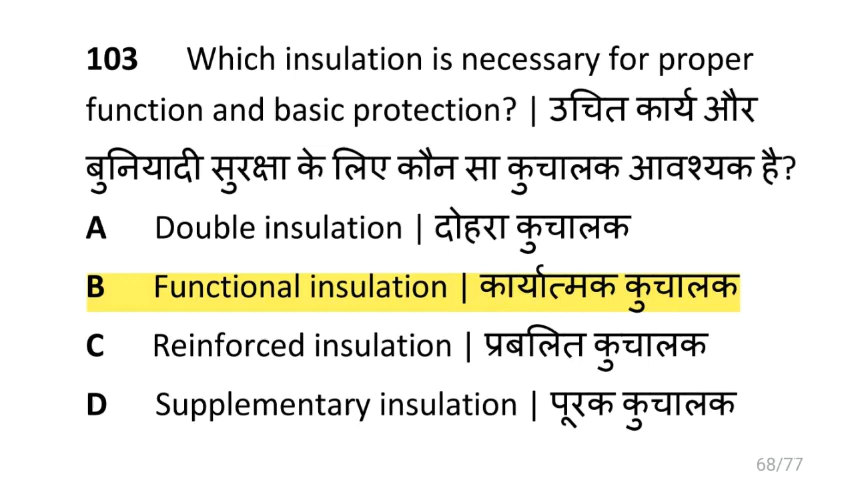 103 Which insulation is necessary for proper
function and basic protection? | उचित कार्य और
बुनियादी सुरक्षा के लिए कौन सा कुचालक आवश्यक है?
A Double insulation | दोहरा कुचालक
B Functional insulation | कार्यात्मक कुचालक
C Reinforced insulation | प्रबलित कुचालक
D Supplementary insulation | पूरक कुचालक
68/77